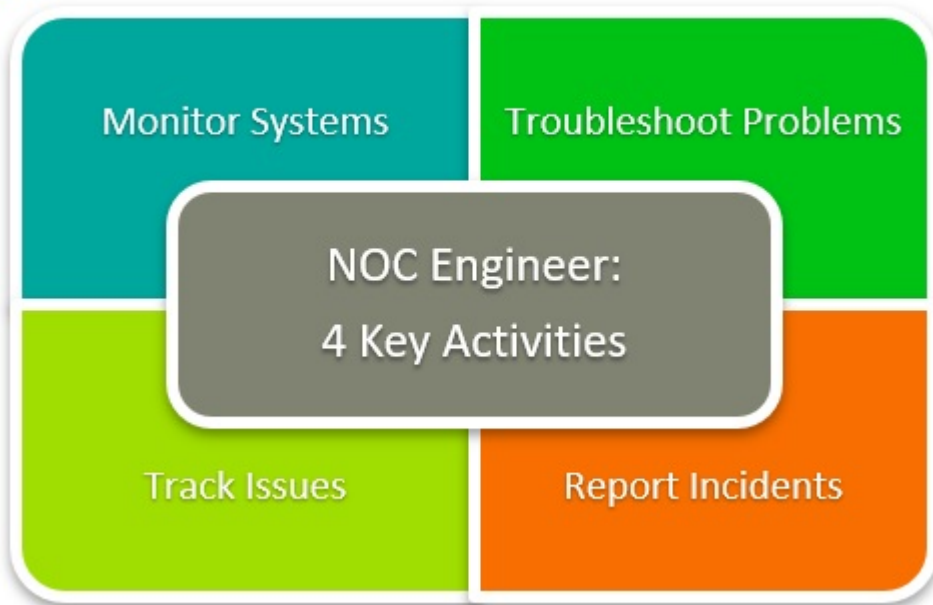 Monitor Systems
Troubleshoot Problems
NOC Engineer:
4 Key Activities
Track Issues
Report Incidents